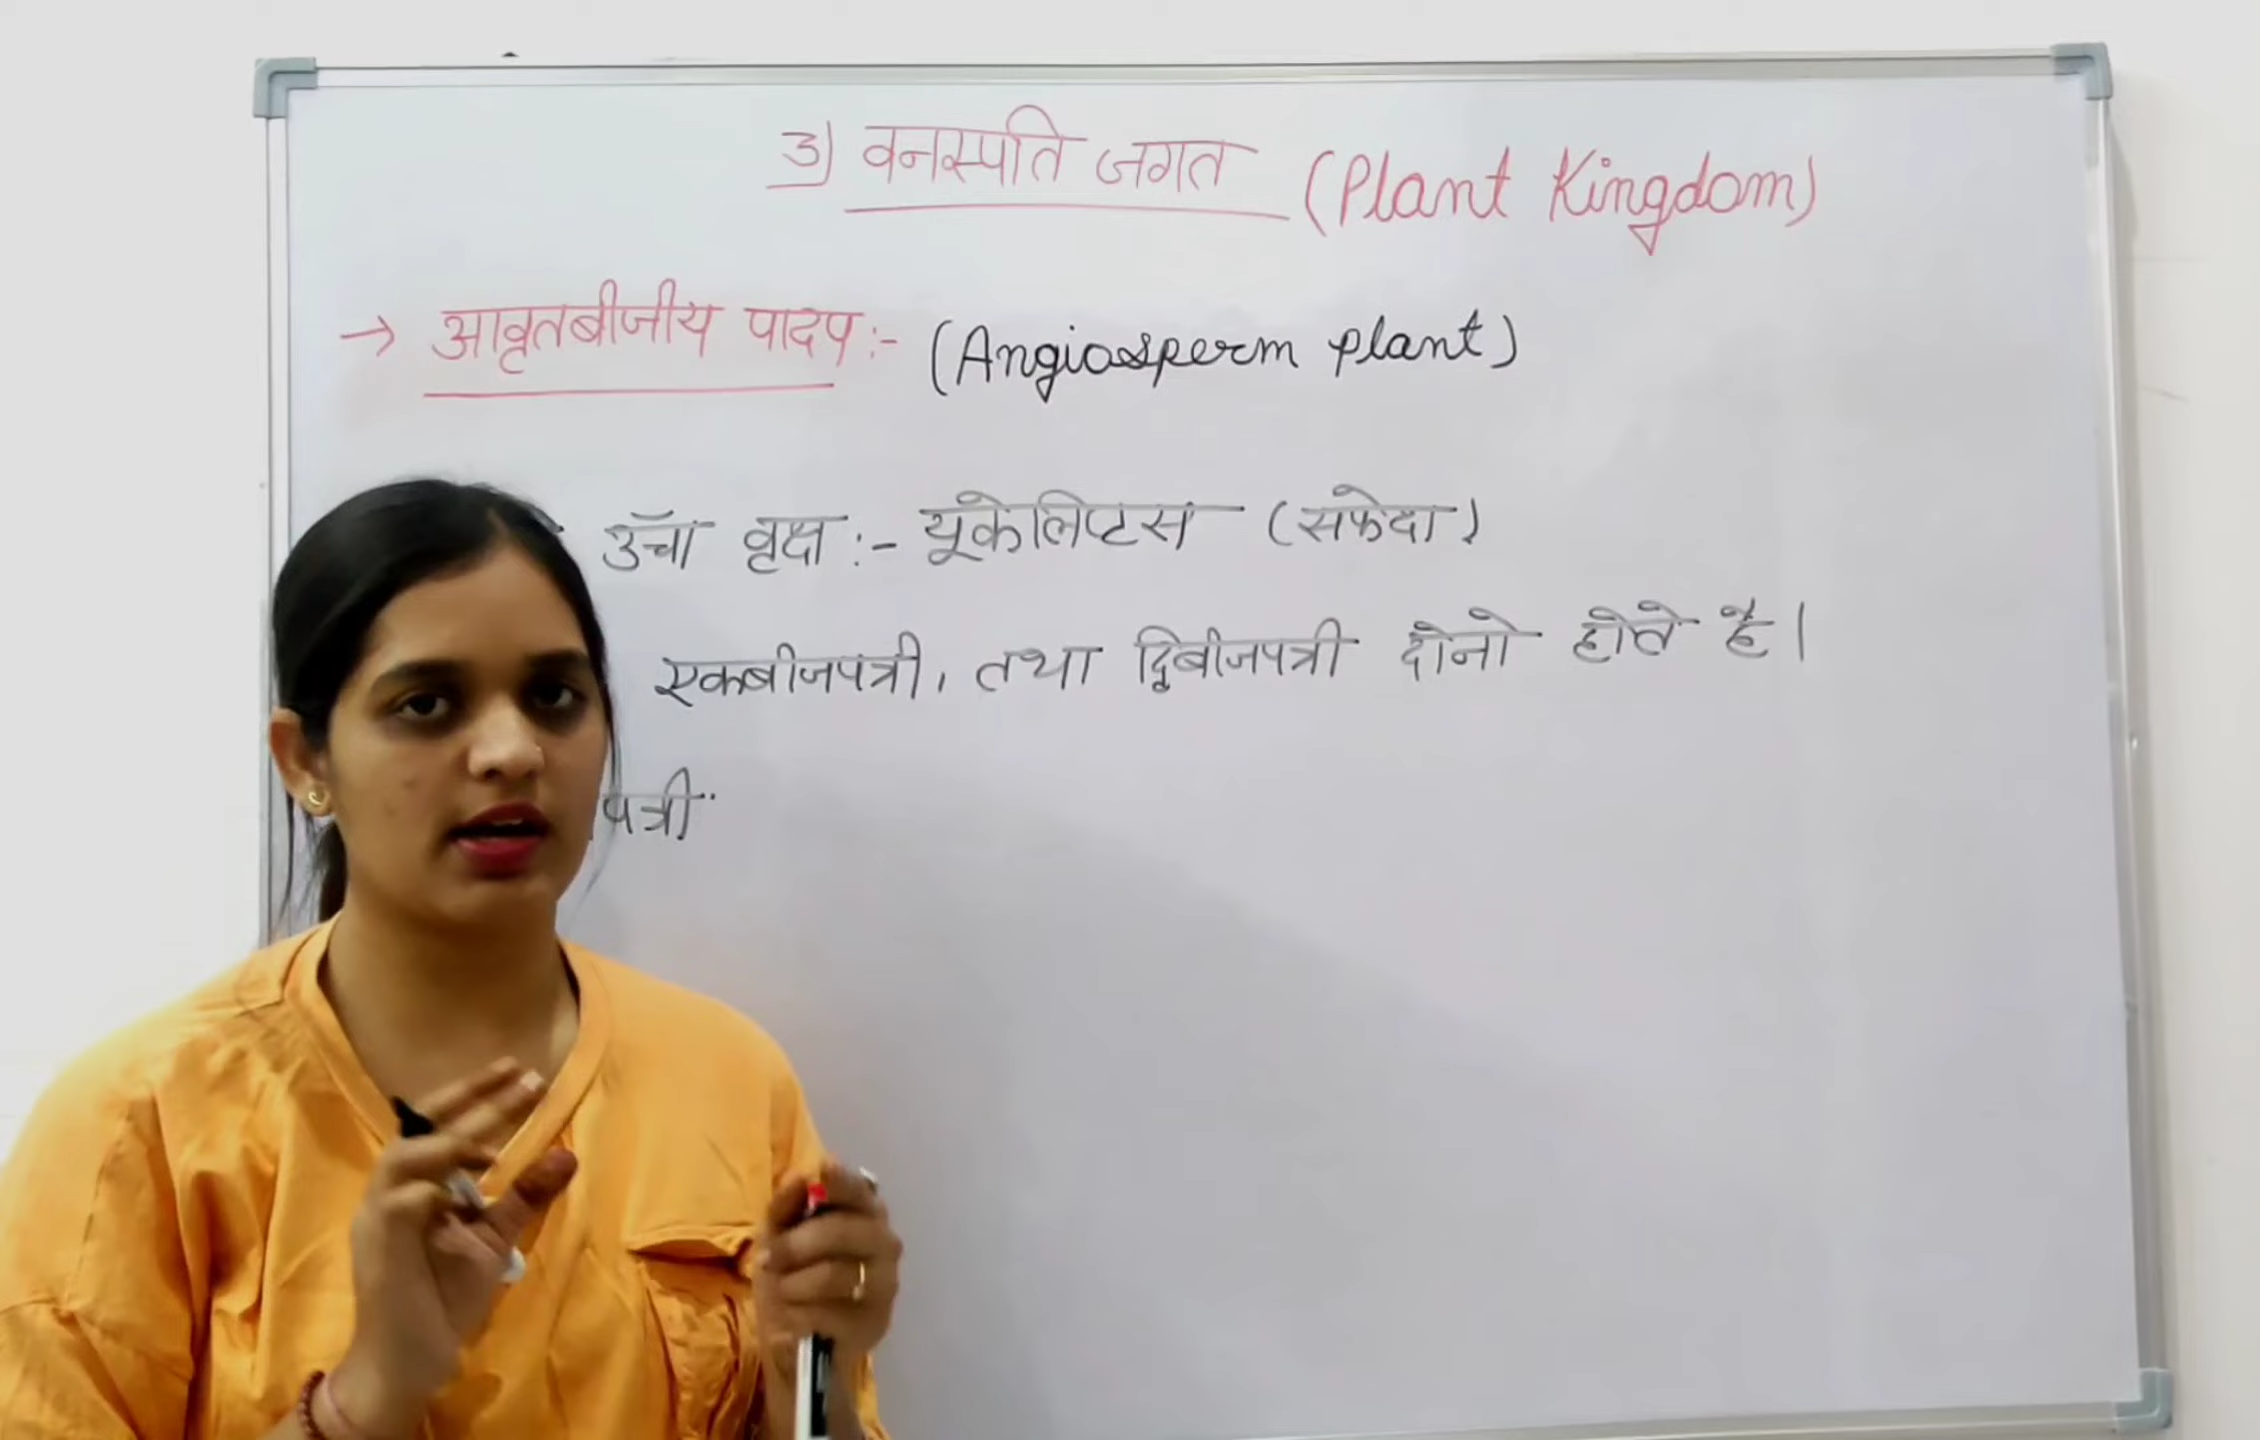 3) वनस्पति जगत (Plant Kingdom)
→ आवृतबीजीय पादप :- (Angiosperm plant)
उँचा वृक्ष :- यूकेलिप्टस (सफेदा)
एकबीजपत्री, तथा द्विबीजपत्री दोनो होते है।
पत्री